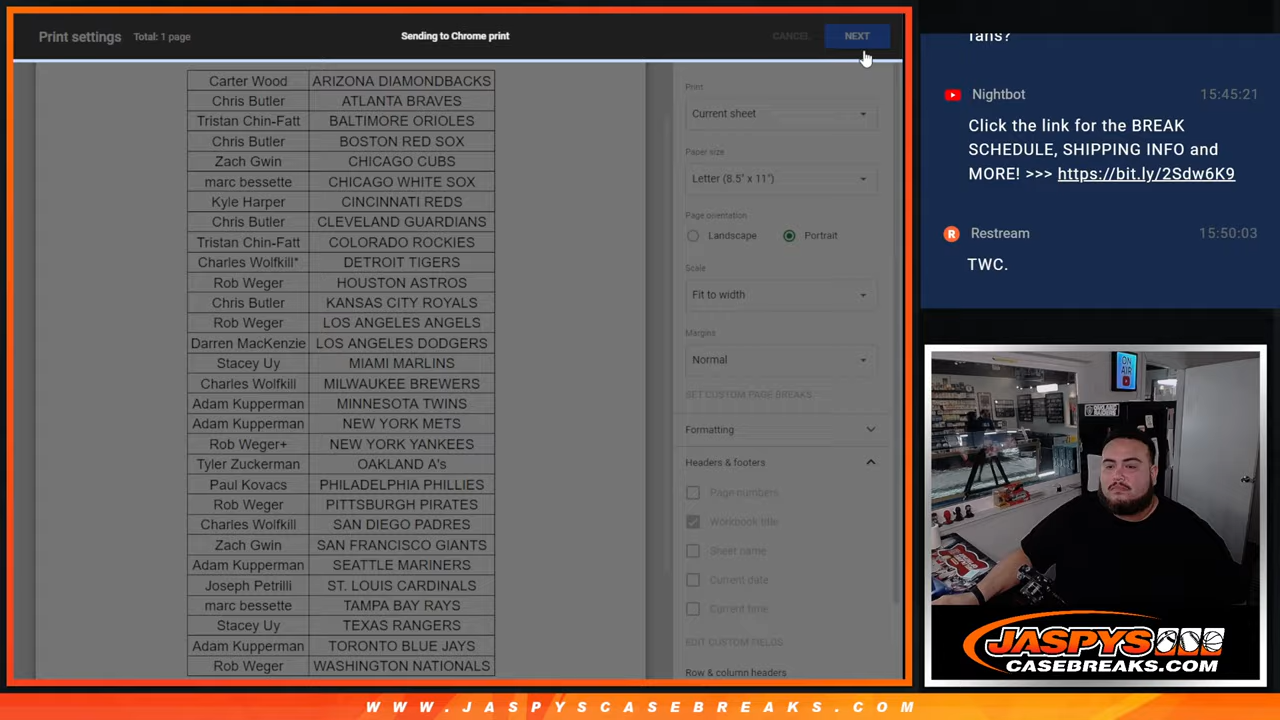 Print settings Total: 1 page Sending to Chrome print CANCEL NEXT
Carter Wood ARIZONA DIAMONDBACKS
Chris Butler ATLANTA BRAVES
Tristan Chin-Fatt BALTIMORE ORIOLES
Chris Butler BOSTON RED SOX
Zach Gwin CHICAGO CUBS
marc bessette CHICAGO WHITE SOX
Kyle Harper CINCINNATI REDS
Chris Butler CLEVELAND GUARDIANS
Tristan Chin-Fatt COLORADO ROCKIES
Charles Wolfkill* DETROIT TIGERS
Rob Weger HOUSTON ASTROS
Chris Butler KANSAS CITY ROYALS
Rob Weger LOS ANGELES ANGELS
Darren MacKenzie LOS ANGELES DODGERS
Stacey Uy MIAMI MARLINS
Charles Wolfkill MILWAUKEE BREWERS
Adam Kupperman MINNESOTA TWINS
Adam Kupperman NEW YORK METS
Rob Weger+ NEW YORK YANKEES
Tyler Zuckerman OAKLAND A's
Paul Kovacs PHILADELPHIA PHILLIES
Rob Weger PITTSBURGH PIRATES
Charles Wolfkill SAN DIEGO PADRES
Zach Gwin SAN FRANCISCO GIANTS
Adam Kupperman SEATTLE MARINERS
Joseph Petrilli ST. LOUIS CARDINALS
marc bessette TAMPA BAY RAYS
Stacey Uy TEXAS RANGERS
Adam Kupperman TORONTO BLUE JAYS
Rob Weger WASHINGTON NATIONALS
Print
Current sheet
Paper size
Letter (8.5" x 11")
Page orientation
Landscape Portrait
Scale
Fit to width
Margins
Normal
SET CUSTOM PAGE BREAKS
Formatting
Headers & footers
Page numbers
Workbook title
Sheet name
Current date
Current time
EDIT CUSTOM FIELDS
Row & column headers
fans?
Nightbot 15:45:21
Click the link for the BREAK
SCHEDULE, SHIPPING INFO and
MORE! >>> https://bit.ly/2Sdw6K9
Restream 15:50:03
TWC.
ON
AIR
JASPYS
CASEBREAKS.COM
WWW.JASPYSCASEBREAKS.COM